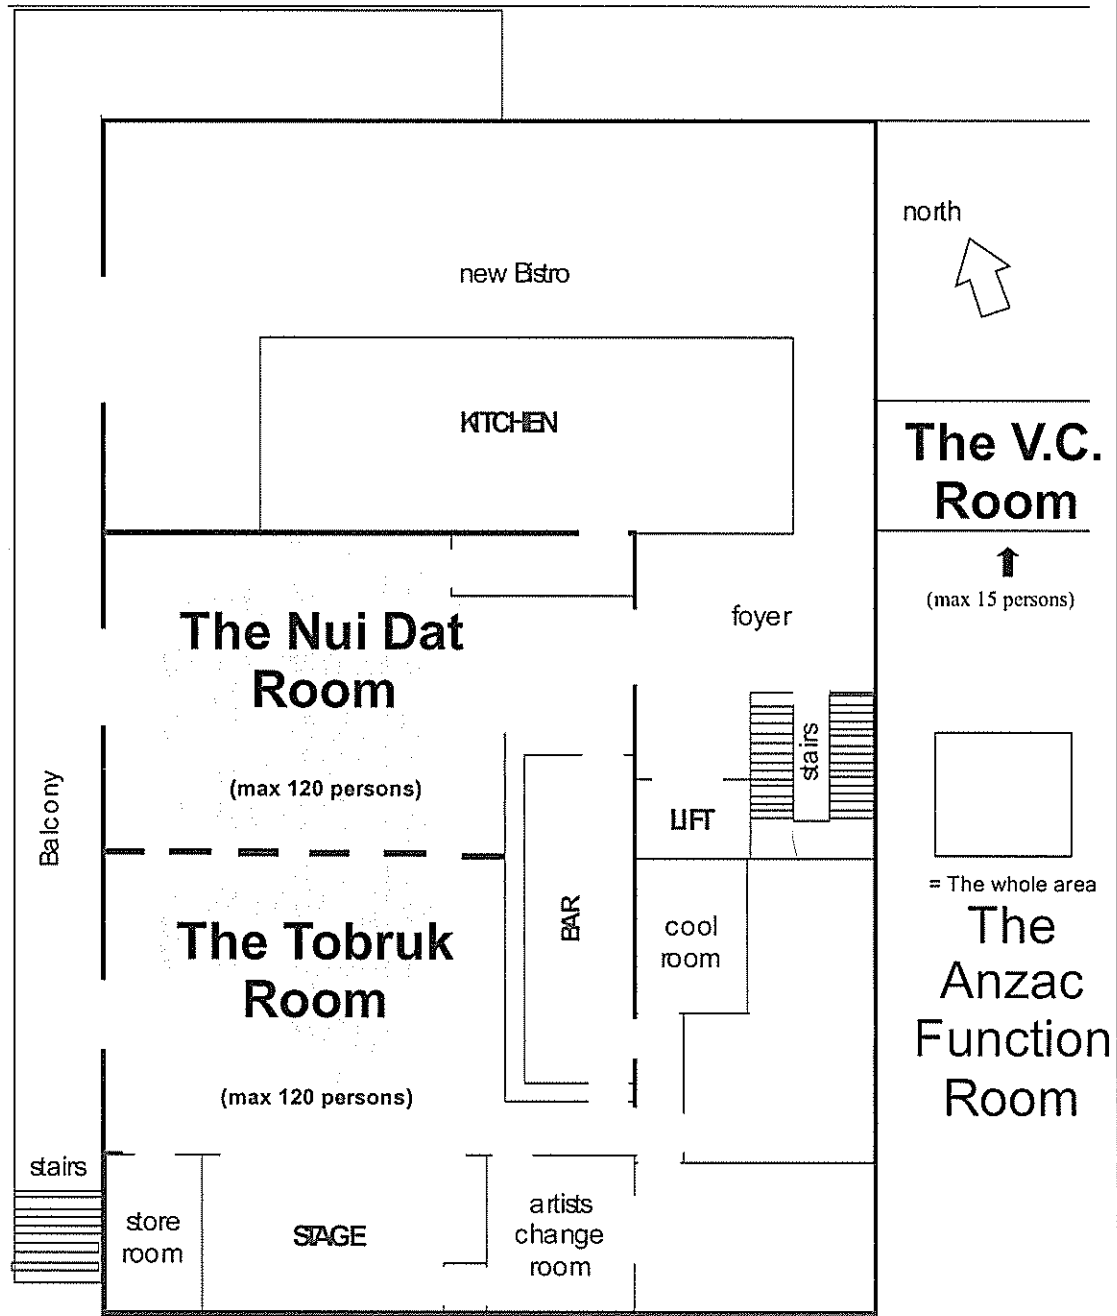 north
new Bistro
KITCHEN
The V.C.
Room
(max 15 persons)
The Nui Dat
Room
(max 120 persons)
foyer
stairs
LIFT
Balcony
= The whole area
The
Anzac
Function
Room
BAR
cool
room
The Tobruk
Room
(max 120 persons)
stairs
store
room
STAGE
artists
change
room